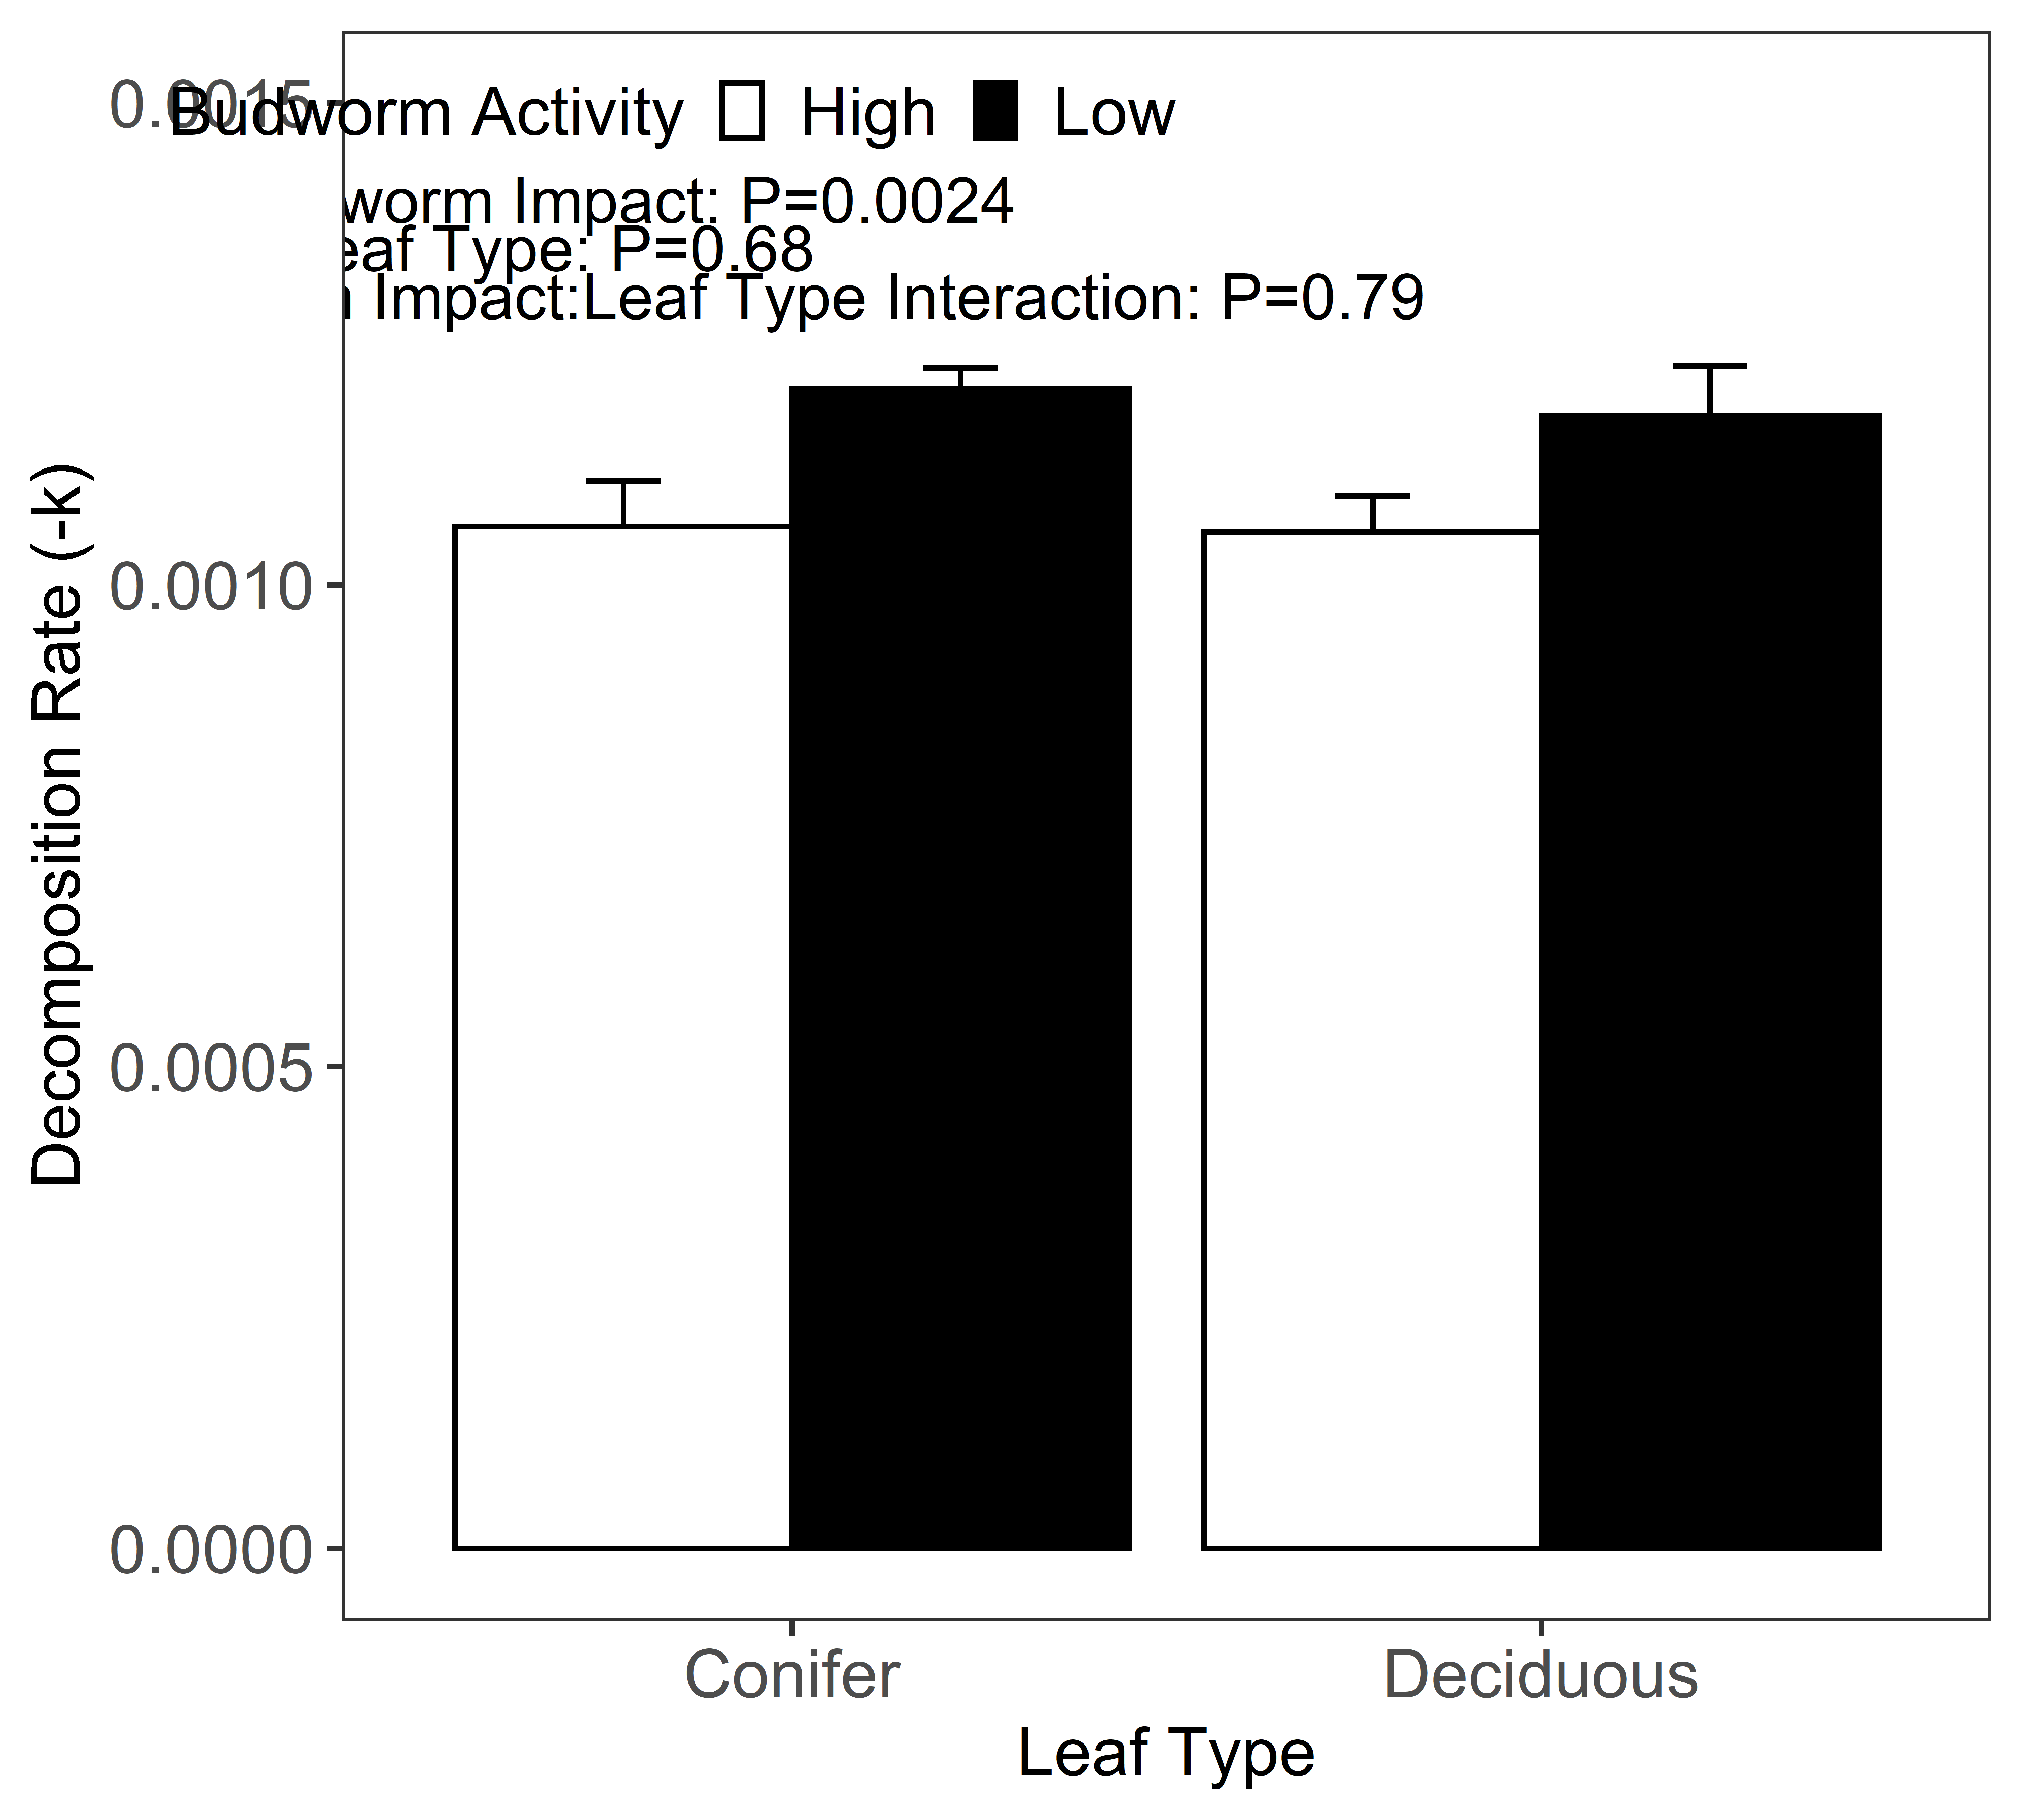 0.0015
Budworm Activity High Low
worm Impact: P=0.0024
eaf Type: P=0.68
Impact:Leaf Type Interaction: P=0.79
Decomposition Rate (-k)
0.0010
0.0005
0.0000
Conifer Deciduous
Leaf Type